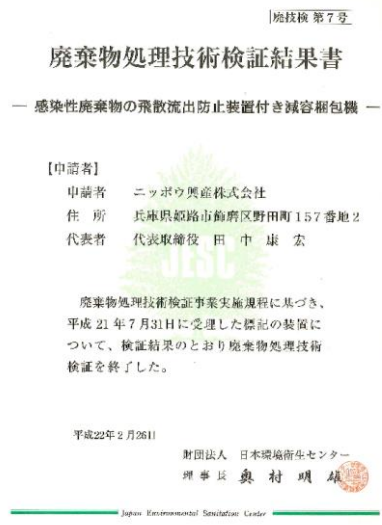 廃技検 第7号
廃棄物処理技術検証結果書
― 感染性廃棄物の飛散流出防止装置付き減容梱包機 ―
【申請者】
申請者 ニッポウ興産株式会社
住 所 兵庫県姫路市飾磨区野田町157番地2
代表者 代表取締役 田 中 康 宏
JESC
廃棄物処理技術検証事業実施規程に基づき、
平成21年7月31日に受理した標記の装置に
ついて、検証結果のとおり廃棄物処理技術
検証を終了した。
平成22年2月26日
財団法人 日本環境衛生センター
理 事 長 奥 村 明 雄
Japan Environmental Sanitation Center